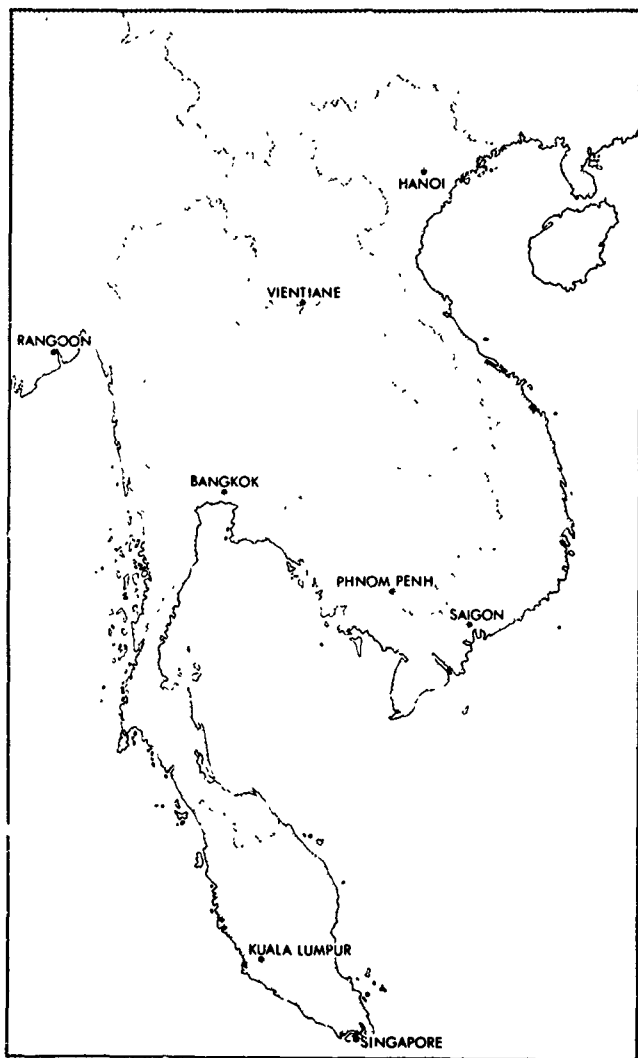 HANOI
VIENTIANE
RANGOON
BANGKOK
PHNOM PENH
SAIGON
KUALA LUMPUR
SINGAPORE